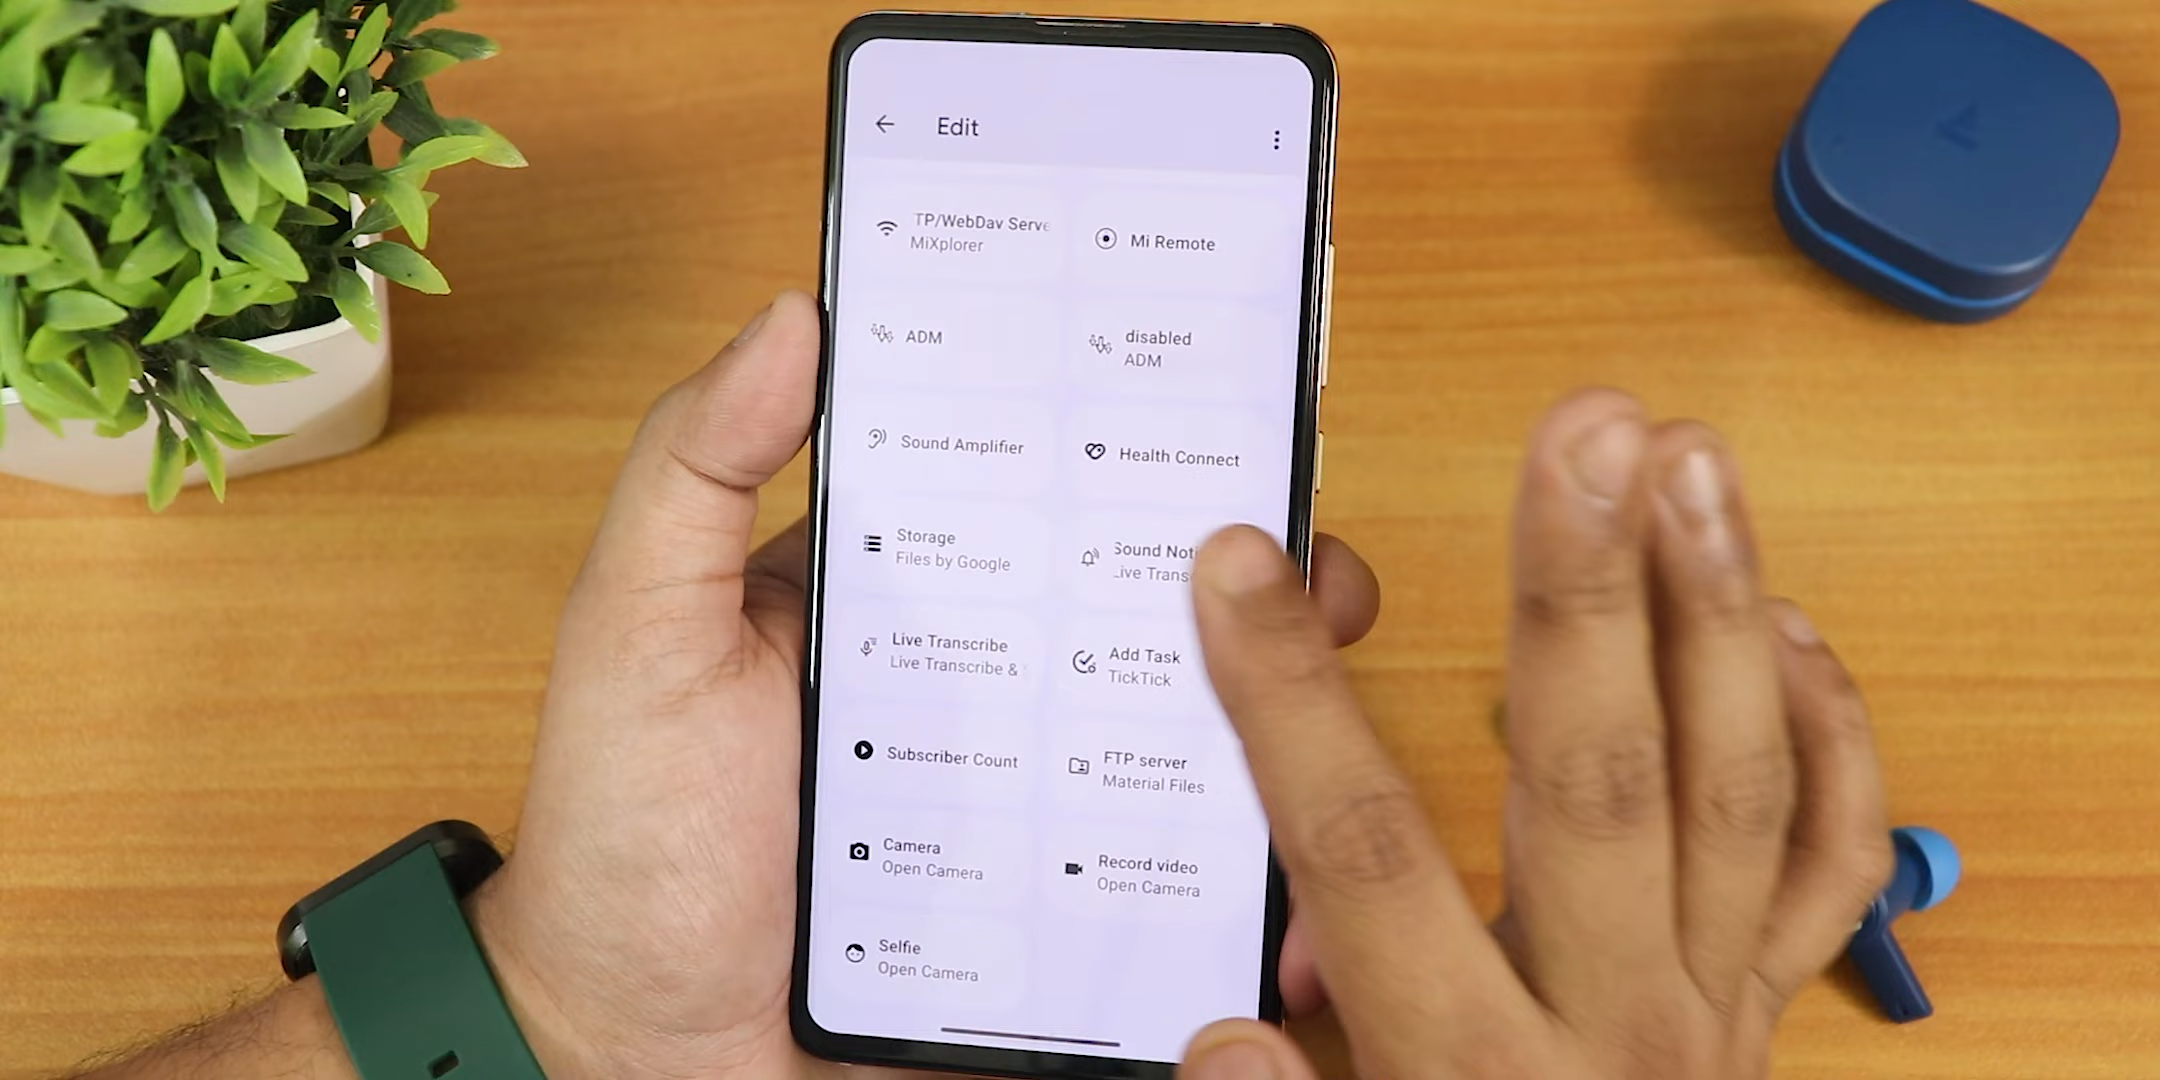 Edit
TP/WebDav Serve
MiXplorer
Mi Remote
ADM
disabled
ADM
Sound Amplifier
Health Connect
Storage
Files by Google
Sound Noti
Live Trans
Live Transcribe
Live Transcribe &
Add Task
TickTick
Subscriber Count
FTP server
Material Files
Camera
Open Camera
Record video
Open Camera
Selfie
Open Camera